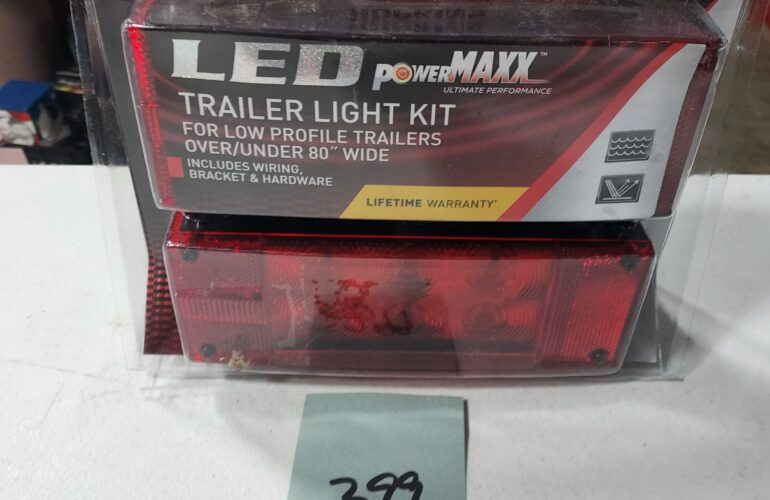 LED POWERMAXX™
ULTIMATE PERFORMANCE
TRAILER LIGHT KIT
FOR LOW PROFILE TRAILERS
OVER/UNDER 80″ WIDE
INCLUDES WIRING,
BRACKET & HARDWARE
LIFETIME WARRANTY*
399